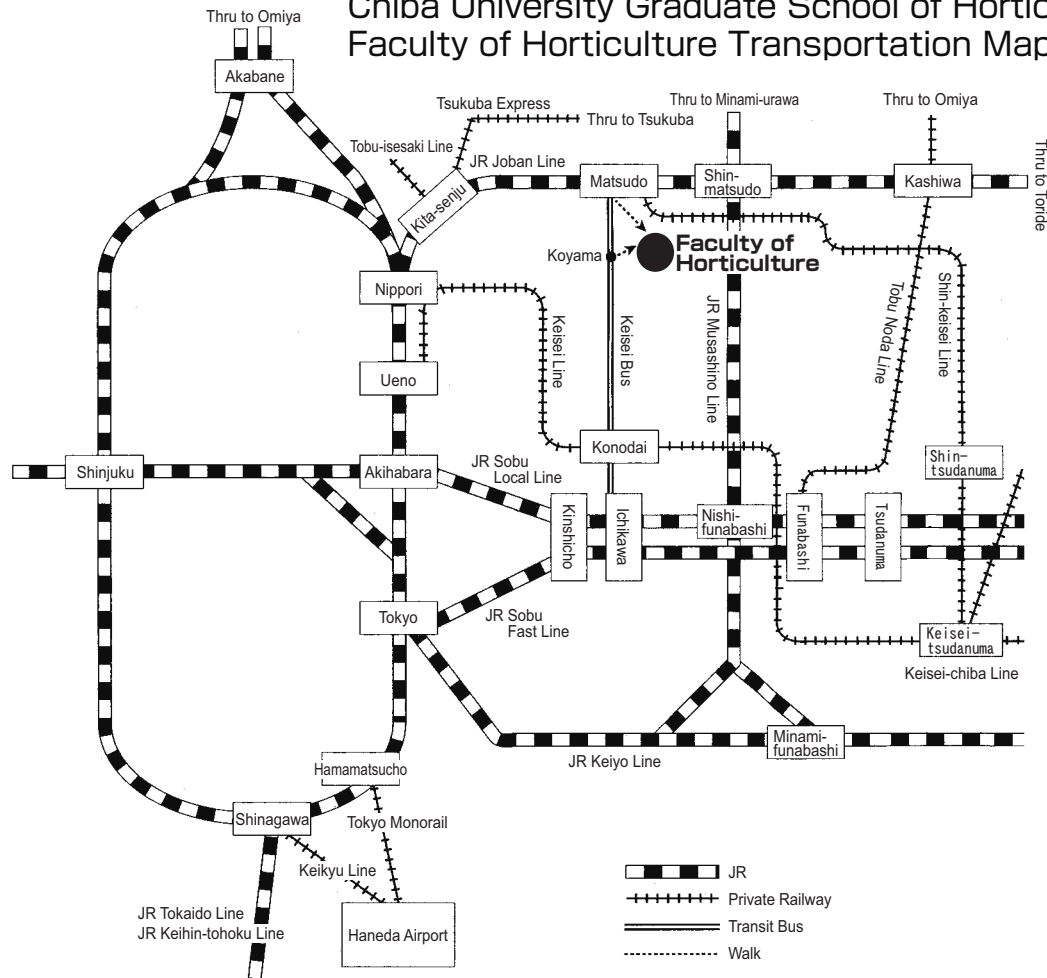 Chiba University Graduate School of Hortic
Faculty of Horticulture Transportation Map
Thru to Omiya
Akabane
Tsukuba Express
Thru to Tsukuba
Thru to Minami-urawa
Thru to Omiya
Thru to Toride
Tobu-isesaki Line
JR Joban Line
Kita-senju
Matsudo
Shin-
matsudo
Kashiwa
Koyama
Faculty of
Horticulture
Nippori
Keisei Line
Keisei Bus
JR Musashino Line
Tobu Noda Line
Shin-keisei Line
Ueno
Konodai
Shinjuku
Akihabara
JR Sobu
Local Line
Shin-
tsudanuma
Kinshicho
Ichikawa
Nishi-
funabashi
Funabashi
Tsudanuma
Tokyo
JR Sobu
Fast Line
Keisei-
tsudanuma
Keisei-chiba Line
Minami-
funabashi
JR Keiyo Line
Hamamatsucho
Shinagawa
Tokyo Monorail
Keikyu Line
JR Tokaido Line
JR Keihin-tohoku Line
Haneda Airport
JR
Private Railway
Transit Bus
Walk